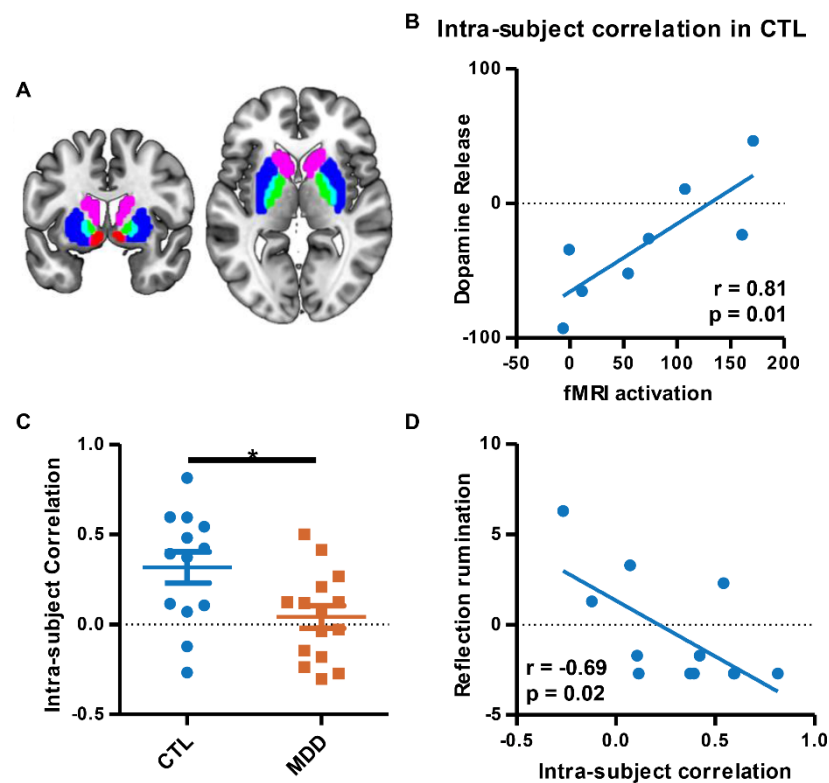 A
B
Intra-subject correlation in CTL
Dopamine Release
100
0
-100
-50
0
50
100
150
200
r = 0.81
p = 0.01
fMRI activation
C
Intra-subject Correlation
1.0
0.5
0.0
-0.5
*
CTL
MDD
D
Reflection rumination
10
5
0
-5
r = -0.69
p = 0.02
-0.5
0.0
0.5
1.0
Intra-subject correlation